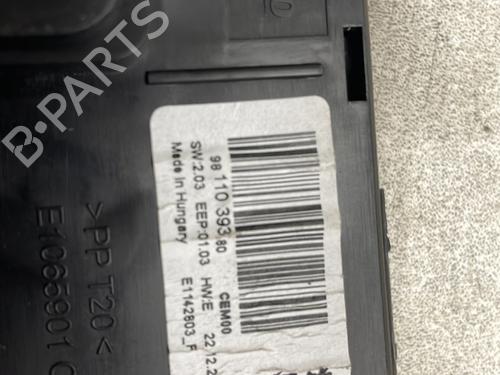 B-PARTS
98 110 393 80
CEM00
SW:2.03 EEP:01.03 HW:E 22.12.2
Made In Hungary
E1142803_F
>PP T20<
E1065901